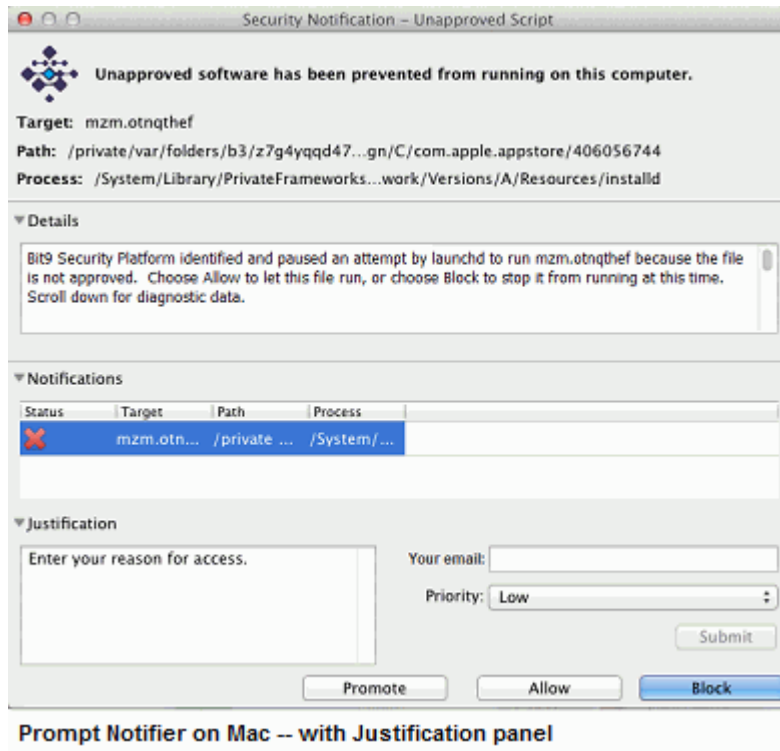 Security Notification – Unapproved Script
Unapproved software has been prevented from running on this computer.
Target: mzm.otnqthef
Path: /private/var/folders/b3/z7g4yqqd47...gn/C/com.apple.appstore/406056744
Process: /System/Library/PrivateFrameworks...work/Versions/A/Resources/installd
Details
Bit9 Security Platform identified and paused an attempt by launchd to run mzm.otnqthef because the file
is not approved. Choose Allow to let this file run, or choose Block to stop it from running at this time.
Scroll down for diagnostic data.
Notifications
Status Target Path Process
mzm.otn... /private ... /System/...
Justification
Enter your reason for access.
Your email:
Priority: Low
Submit
Promote Allow Block
Prompt Notifier on Mac -- with Justification panel